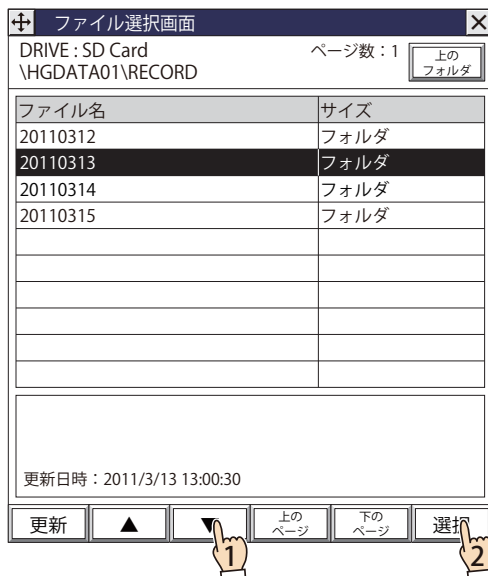 ファイル選択画面
DRIVE : SD Card
ページ数：1
\HGDATA01\RECORD
上の
フォルダ
ファイル名 サイズ
20110312 フォルダ
20110313 フォルダ
20110314 フォルダ
20110315 フォルダ
更新日時：2011/3/13 13:00:30
更新 ▲ ▼ 上の
ページ 下の
ページ 選択
1 2